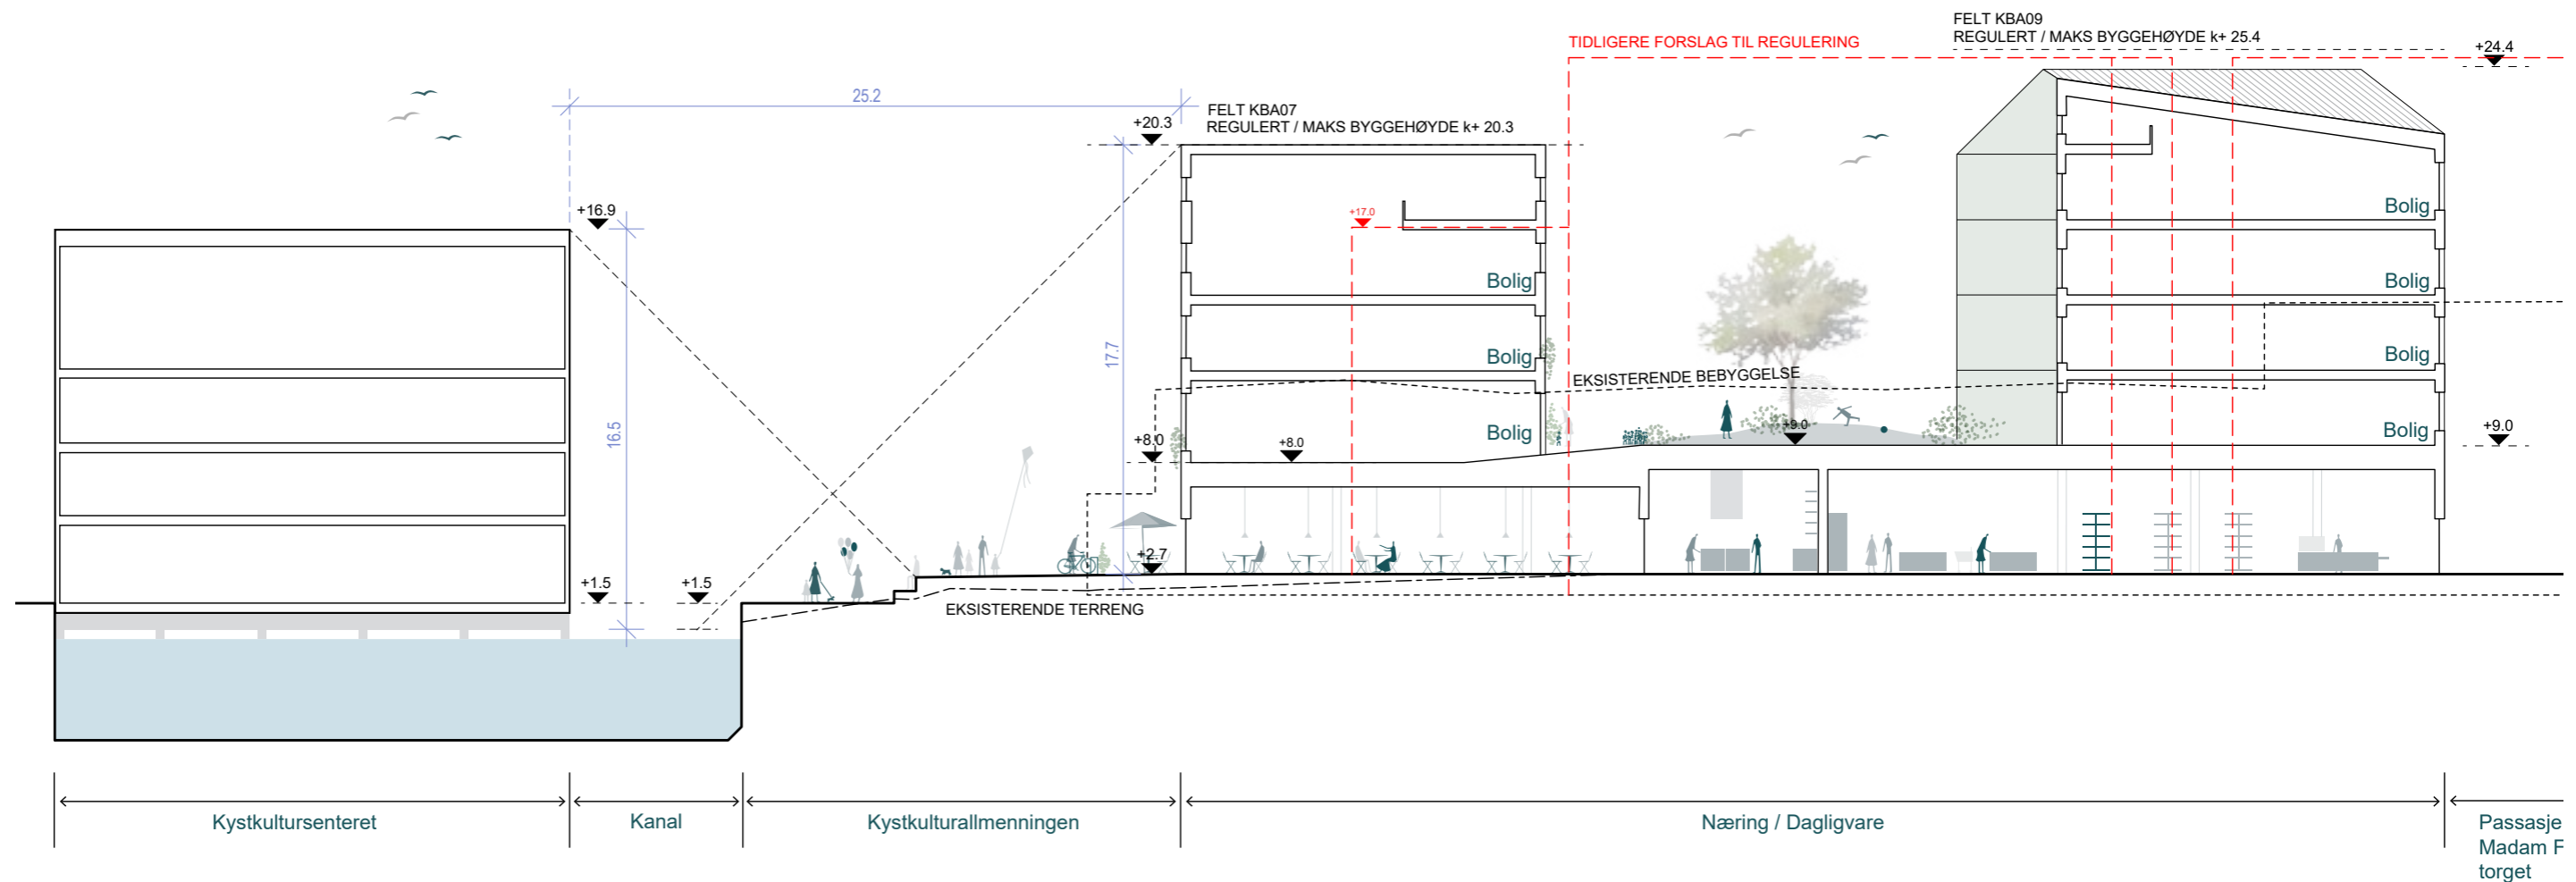 FELT KBA09
REGULERT / MAKS BYGGEHØYDE k+ 25.4
TIDLIGERE FORSLAG TIL REGULERING
+24.4
25.2
FELT KBA07
REGULERT / MAKS BYGGEHØYDE k+ 20.3
+20.3
+16.9
+17.0
Bolig
Bolig
Bolig
17.7
Bolig
Bolig
EKSISTERENDE BEBYGGELSE
16.5
Bolig
Bolig
+8.0
+8.0
+9.0
+9.0
+2.7
+1.5
+1.5
EKSISTERENDE TERRENG
Kystkultursenteret
Kanal
Kystkulturallmenningen
Næring / Dagligvare
Passasje
Madam F
torget